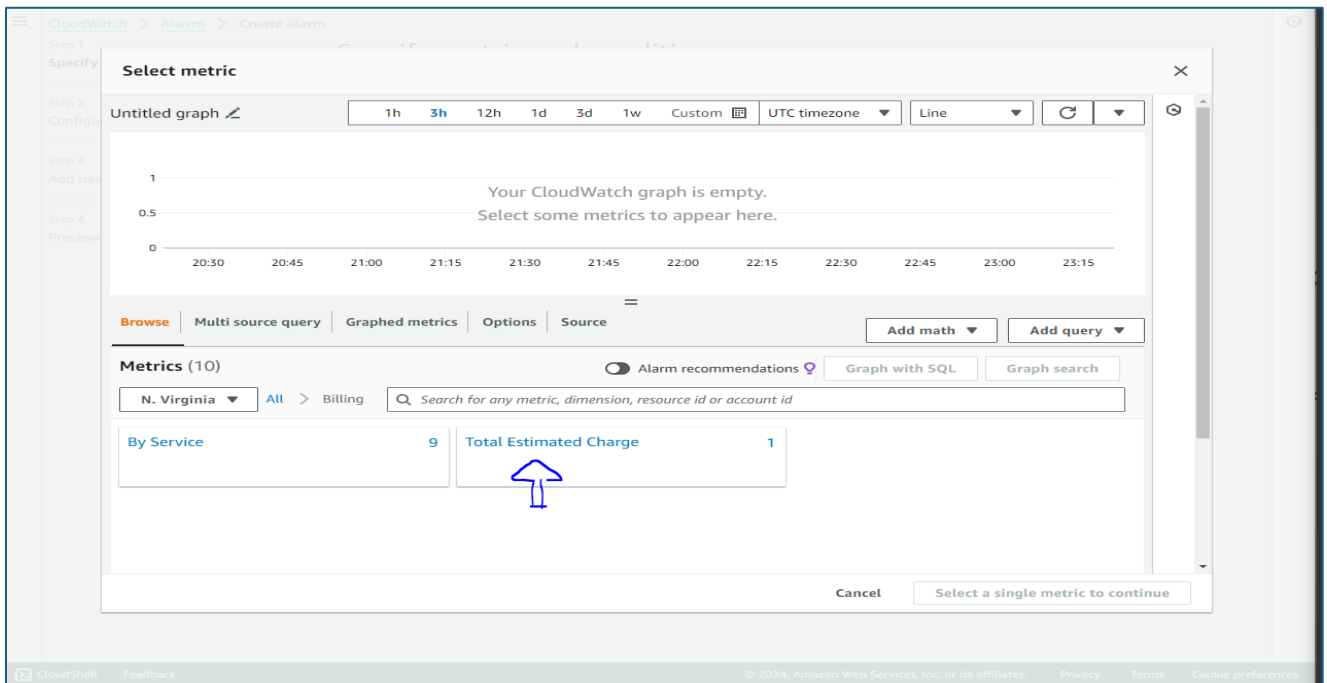 CloudWatch > Alarms > Create alarm
Step 1
Specify
Step 2
Configu
Step 3
Add nam
Step 4
Preview
Select metric
Untitled graph
1h 3h 12h 1d 3d 1w Custom UTC timezone Line
1
0.5
0
Your CloudWatch graph is empty.
Select some metrics to appear here.
20:30 20:45 21:00 21:15 21:30 21:45 22:00 22:15 22:30 22:45 23:00 23:15
Browse Multi source query Graphed metrics Options Source
Add math Add query
Metrics (10)
Alarm recommendations Graph with SQL Graph search
N. Virginia All > Billing Search for any metric, dimension, resource id or account id
By Service 9 Total Estimated Charge 1
Cancel Select a single metric to continue
CloudShell Feedback © 2024, Amazon Web Services, Inc. or its affiliates. Privacy Terms Cookie preferences